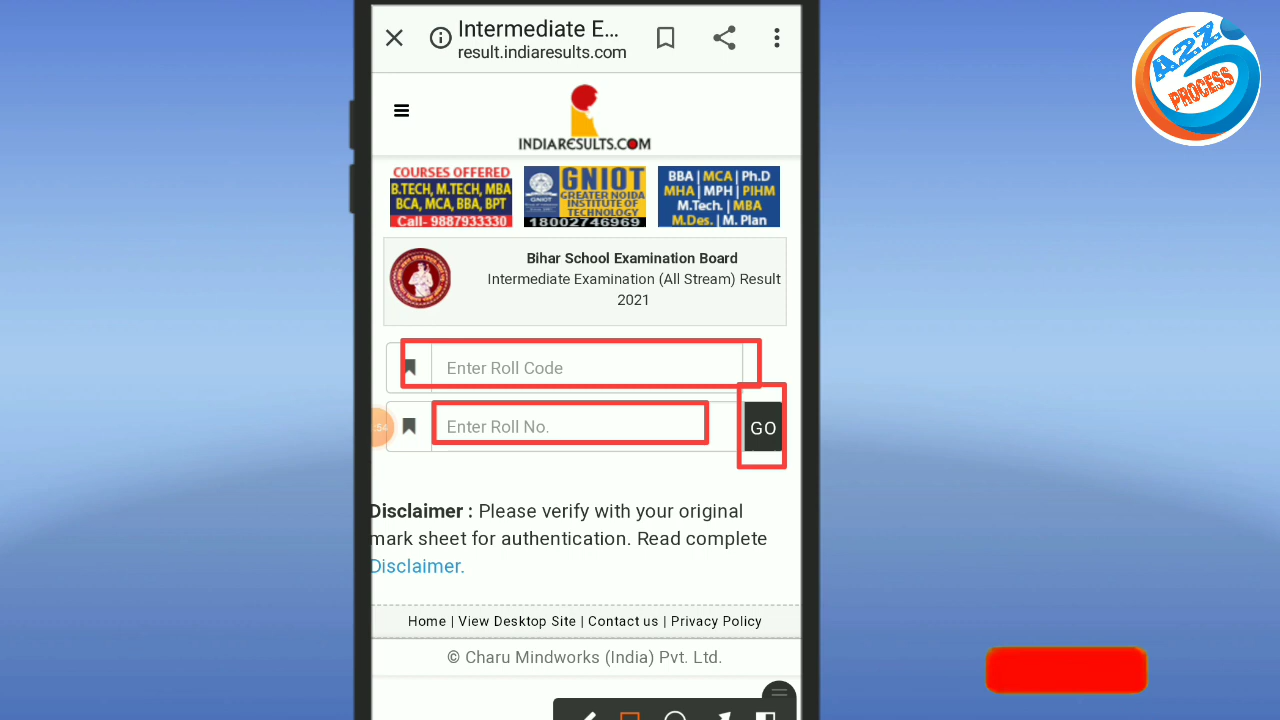 Intermediate E...
result.indiaresults.com
A2Z
PROCESS
INDIARESULTS.COM
COURSES OFFERED
B.TECH, M.TECH, MBA
BCA, MCA, BBA, BPT
Call- 9887933330
GNIOT
GREATER NOIDA
INSTITUTE OF
TECHNOLOGY
18002746969
BBA | MCA | Ph.D
MHA | MPH | PIHM
M.Tech. | MBA
M.Des. | M. Plan
Bihar School Examination Board
Intermediate Examination (All Stream) Result
2021
Enter Roll Code
Enter Roll No.
GO
:54
Disclaimer : Please verify with your original
mark sheet for authentication. Read complete
Disclaimer.
Home | View Desktop Site | Contact us | Privacy Policy
© Charu Mindworks (India) Pvt. Ltd.